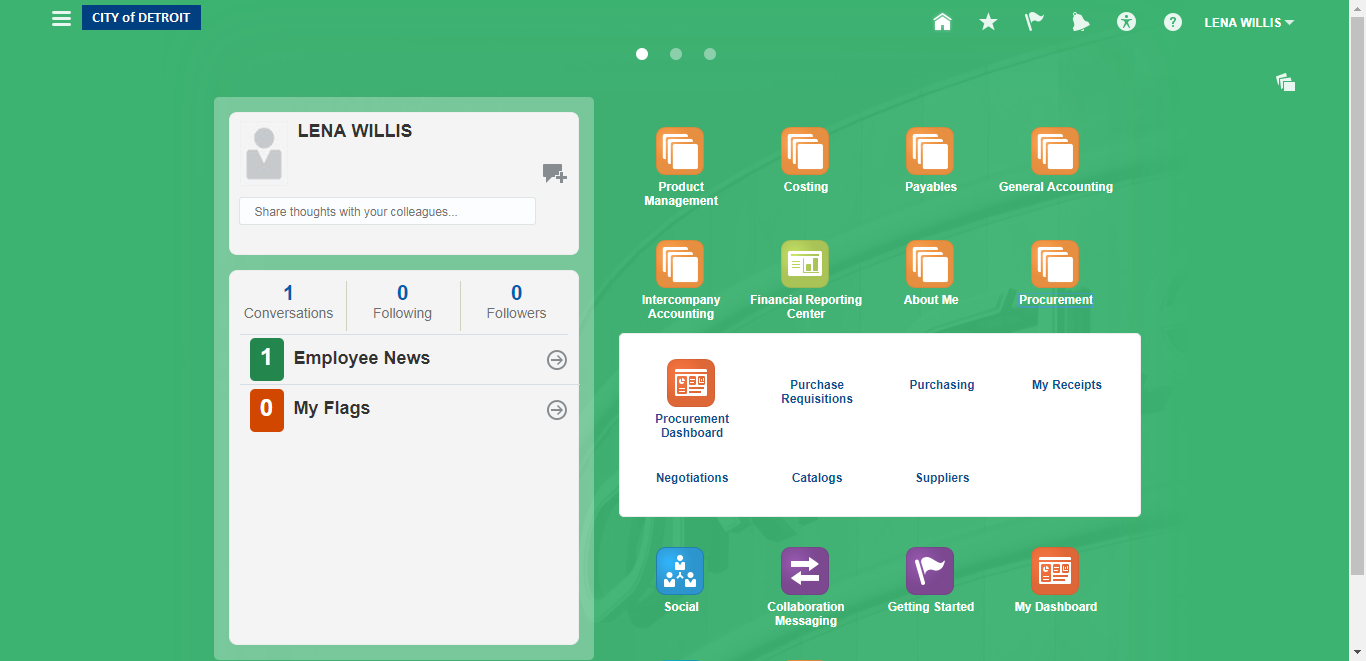 CITY of DETROIT
LENA WILLIS
LENA WILLIS
Share thoughts with your colleagues...
1
Conversations
0
Following
0
Followers
1 Employee News
0 My Flags
Product
Management
Costing
Payables
General Accounting
Intercompany
Accounting
Financial Reporting
Center
About Me
Procurement
Procurement
Dashboard
Purchase
Requisitions
Purchasing
My Receipts
Negotiations
Catalogs
Suppliers
Social
Collaboration
Messaging
Getting Started
My Dashboard